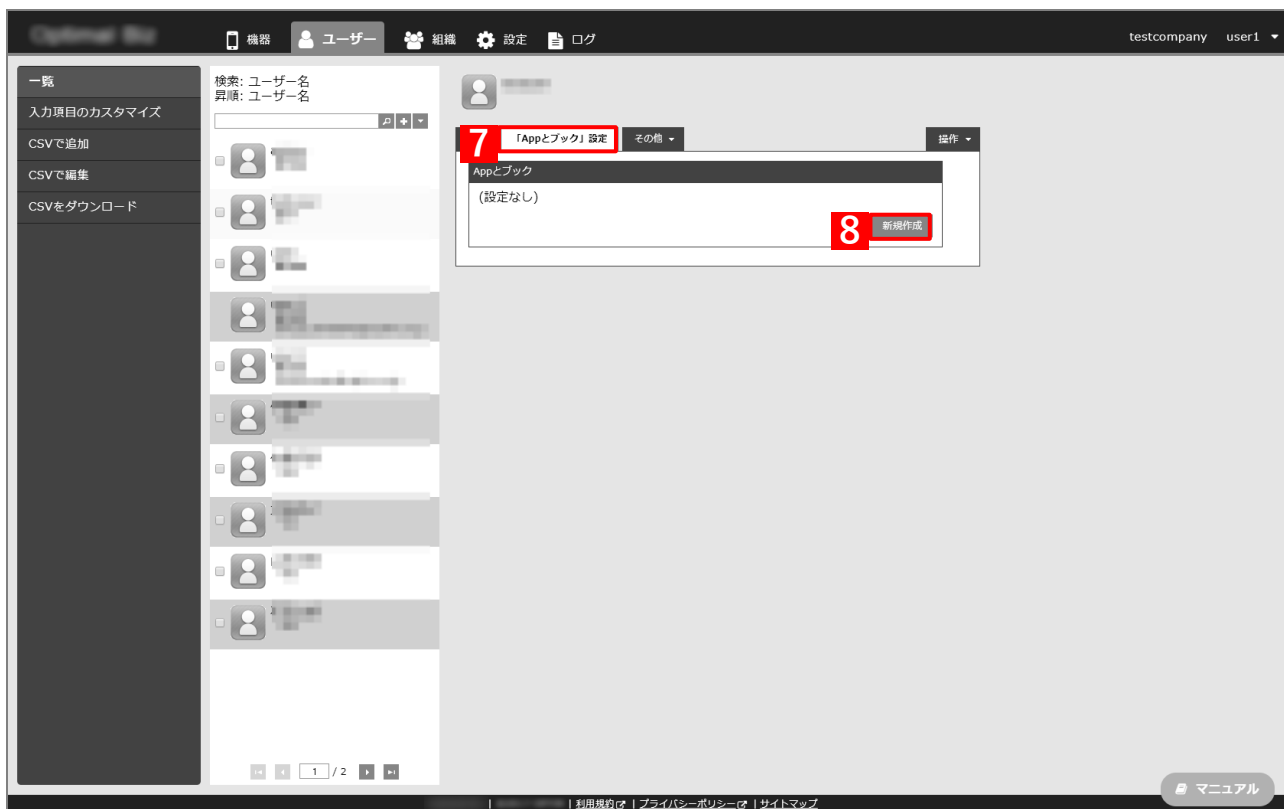 機器
ユーザー
組織
設定
ログ
testcompany user1
一覧
入力項目のカスタマイズ
CSVで追加
CSVで編集
CSVをダウンロード
検索: ユーザー名
昇順: ユーザー名
7
「Appとブック」設定
その他
操作
Appとブック
(設定なし)
8
新規作成
1 / 2
マニュアル
| | 利用規約 | プライバシーポリシー | サイトマップ